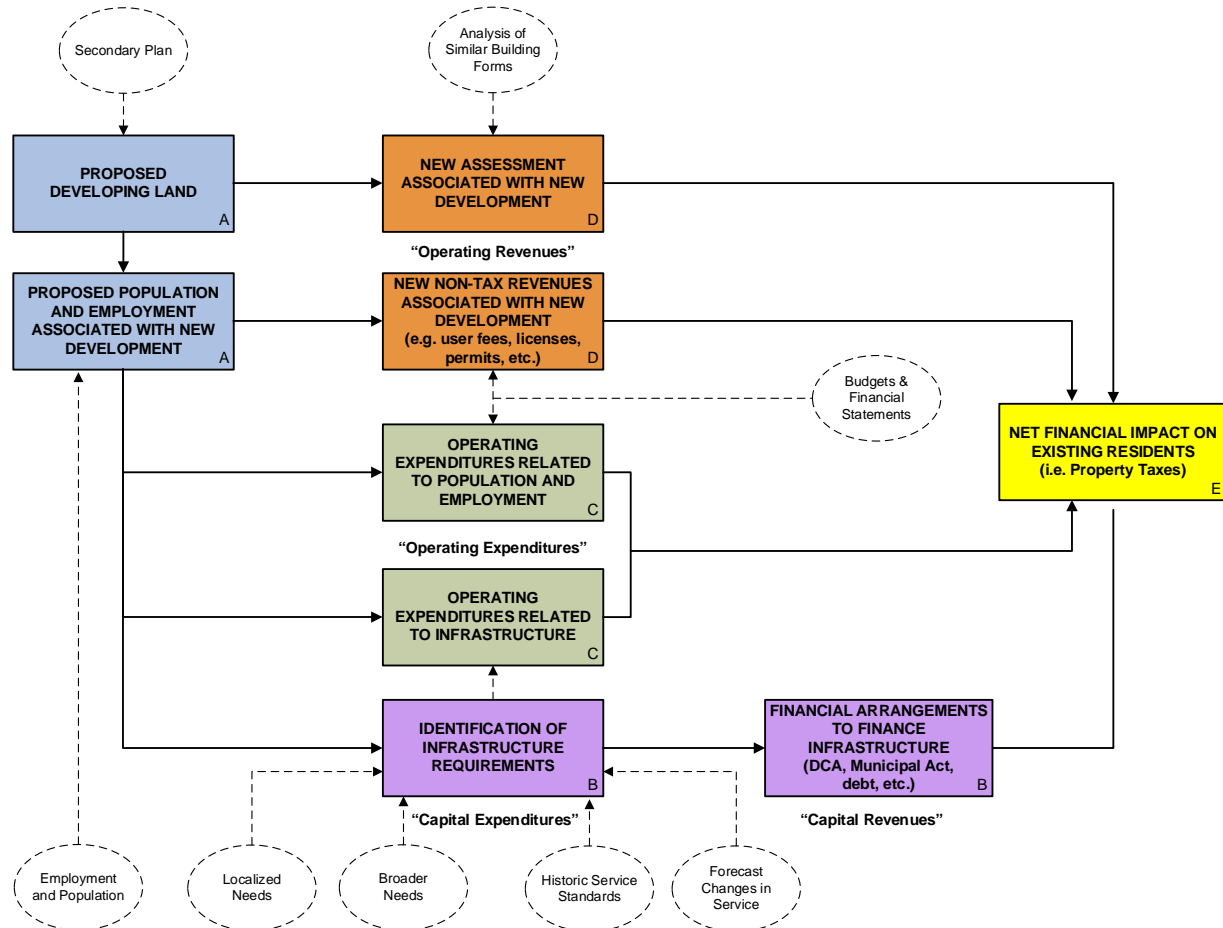 Secondary Plan
Analysis of
Similar Building
Forms
PROPOSED
DEVELOPING LAND
A
NEW ASSESSMENT
ASSOCIATED WITH NEW
DEVELOPMENT
D
“Operating Revenues”
PROPOSED POPULATION
AND EMPLOYMENT
ASSOCIATED WITH NEW
DEVELOPMENT
A
NEW NON-TAX REVENUES
ASSOCIATED WITH NEW
DEVELOPMENT
(e.g. user fees, licenses,
permits, etc.)
D
Budgets &
Financial
Statements
OPERATING
EXPENDITURES RELATED
TO POPULATION AND
EMPLOYMENT
C
NET FINANCIAL IMPACT ON
EXISTING RESIDENTS
(i.e. Property Taxes)
E
“Operating Expenditures”
OPERATING
EXPENDITURES RELATED
TO INFRASTRUCTURE
C
IDENTIFICATION OF
INFRASTRUCTURE
REQUIREMENTS
B
FINANCIAL ARRANGEMENTS
TO FINANCE
INFRASTRUCTURE
(DCA, Municipal Act,
debt, etc.)
B
“Capital Expenditures”
“Capital Revenues”
Employment
and Population
Localized
Needs
Broader
Needs
Historic Service
Standards
Forecast
Changes in
Service